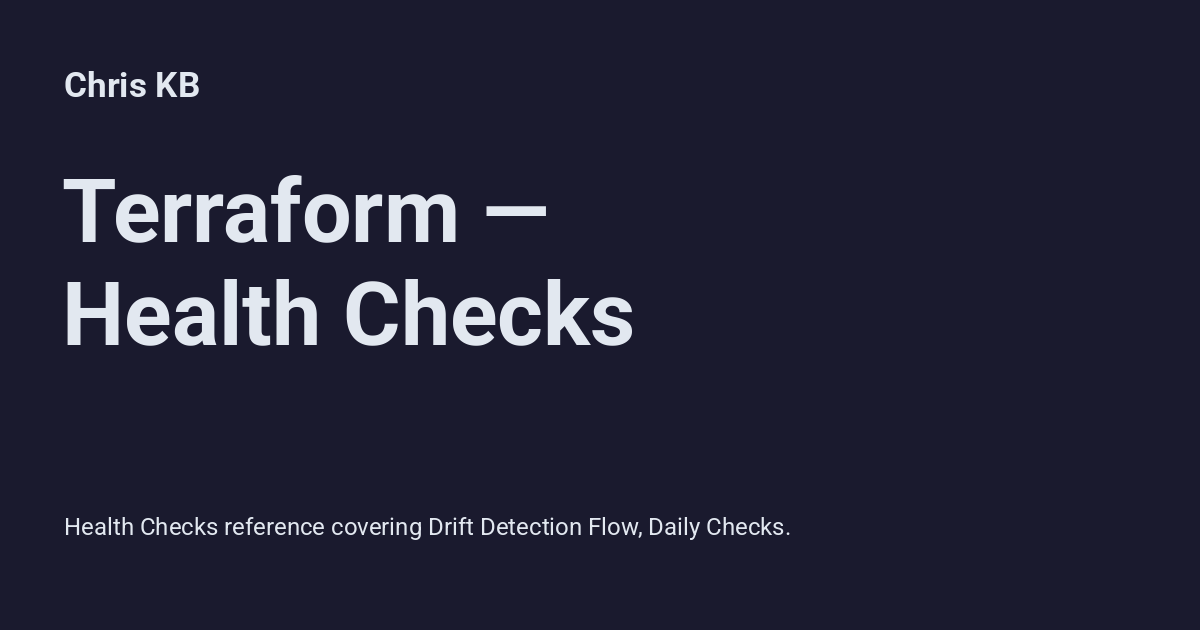 Chris KB
Terraform —
Health Checks
Health Checks reference covering Drift Detection Flow, Daily Checks.